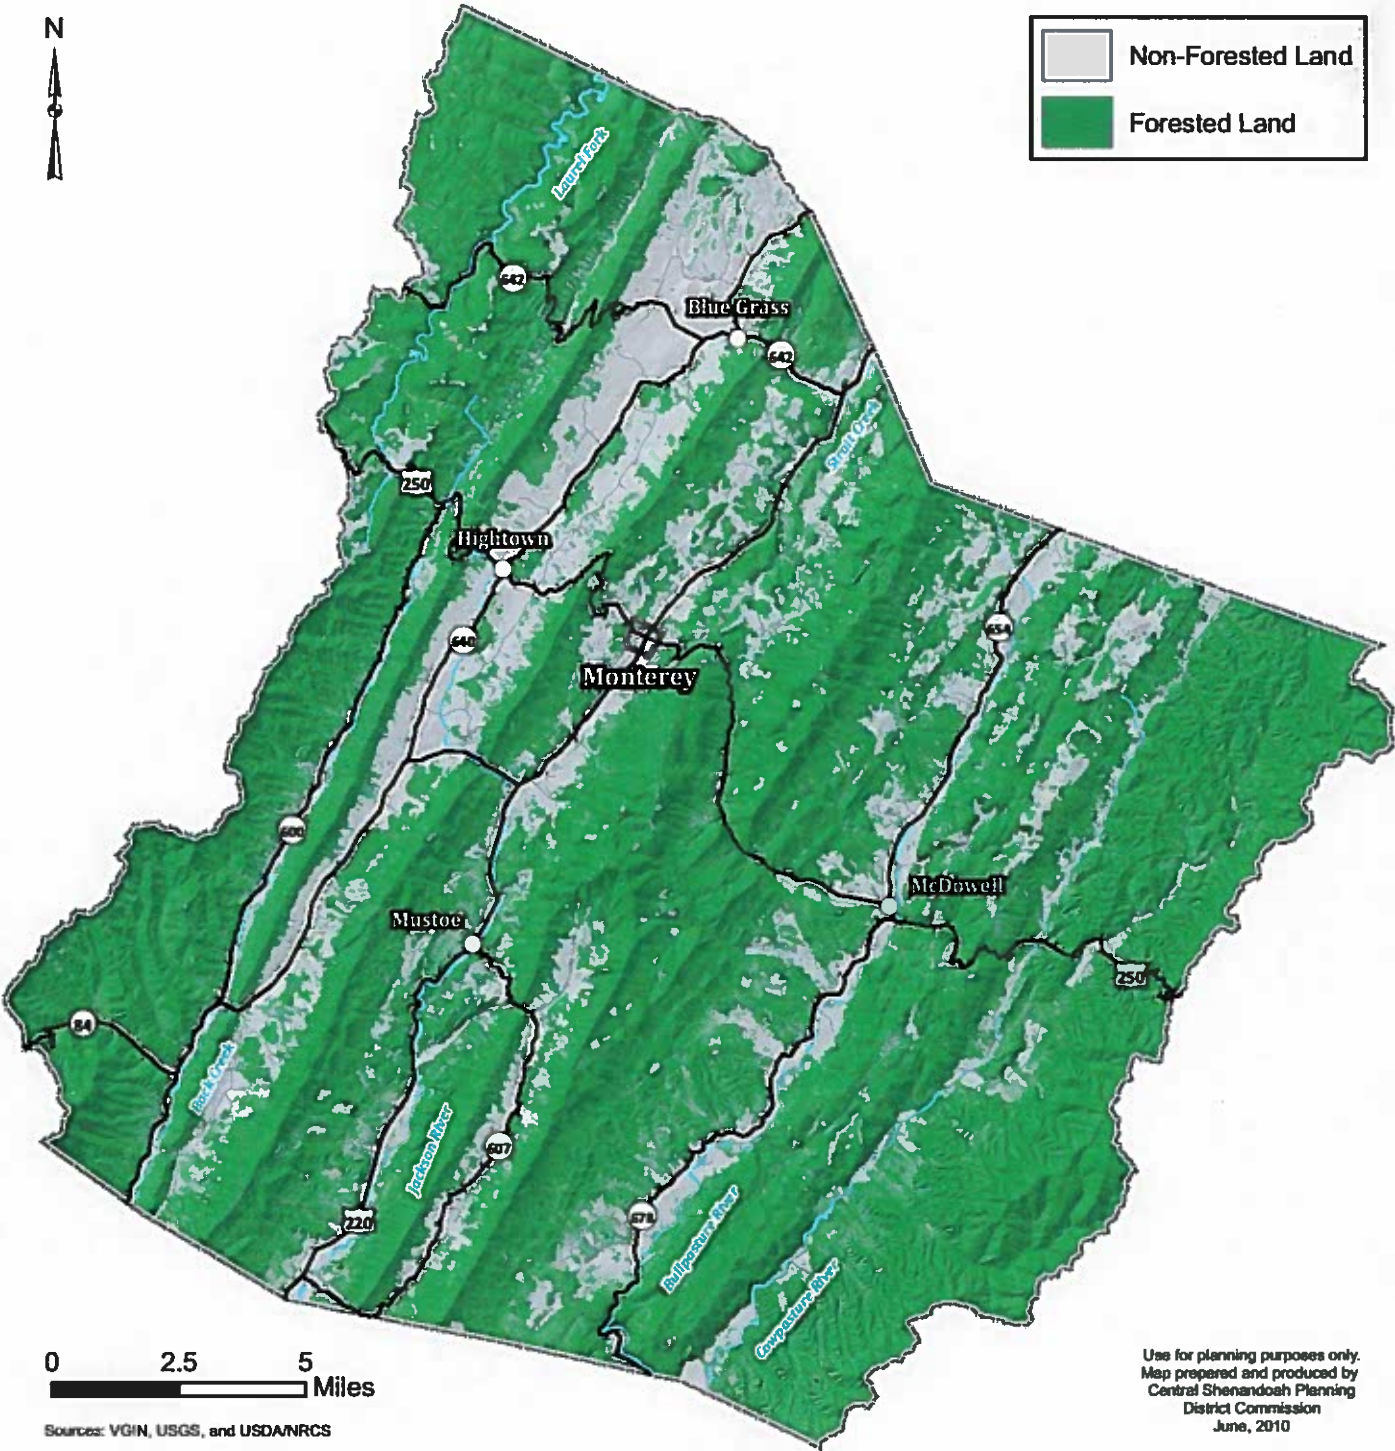 N
Non-Forested Land
Forested Land
Laurel Fork
642
Blue Grass
642
Strait Creek
250
Hightown
640
654
Monterey
600
McDowell
Mustoe
250
84
Back Creek
Jackson River
607
220
678
Bullpasture River
Cowpasture River
0 2.5 5
Miles
Sources: VGIN, USGS, and USDA/NRCS
Use for planning purposes only.
Map prepared and produced by
Central Shenandoah Planning
District Commission
June, 2010